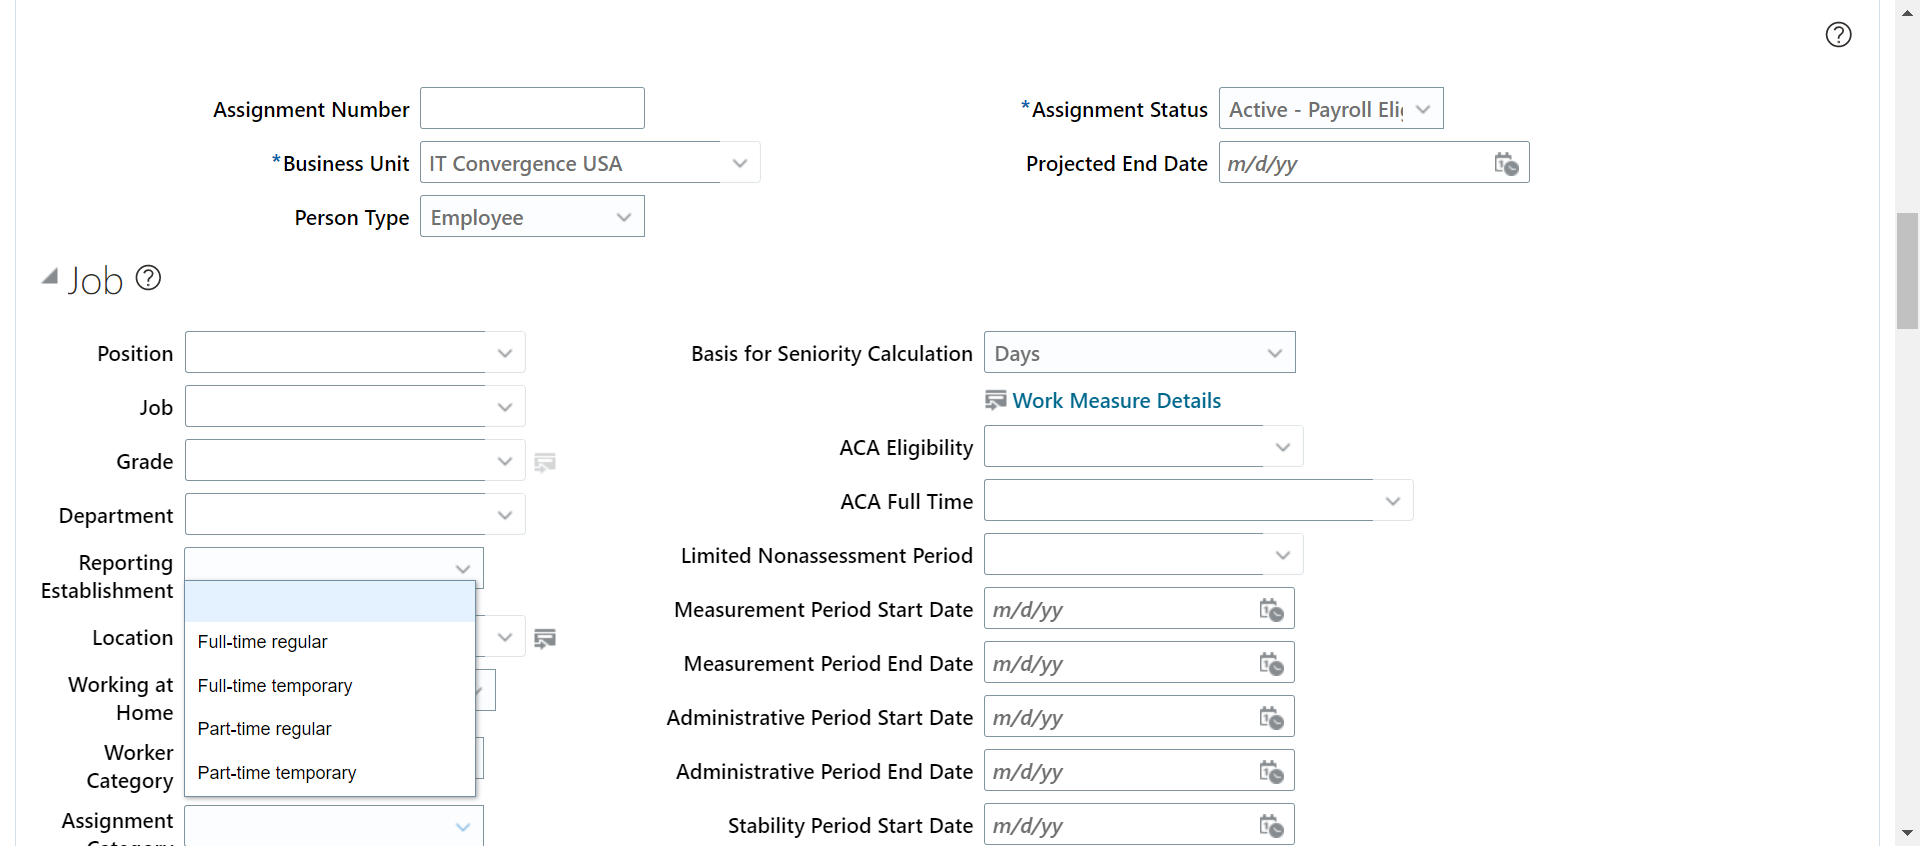 Assignment Number
*Assignment Status Active - Payroll Eli
*Business Unit IT Convergence USA
Projected End Date m/d/yy
Person Type Employee
Job
Position
Basis for Seniority Calculation Days
Work Measure Details
Job
ACA Eligibility
Grade
ACA Full Time
Department
Reporting
Establishment
Limited Nonassessment Period
Measurement Period Start Date m/d/yy
Location
Full-time regular
Measurement Period End Date m/d/yy
Working at
Home
Full-time temporary
Administrative Period Start Date m/d/yy
Part-time regular
Worker
Category
Part-time temporary
Administrative Period End Date m/d/yy
Assignment
Category
Stability Period Start Date m/d/yy